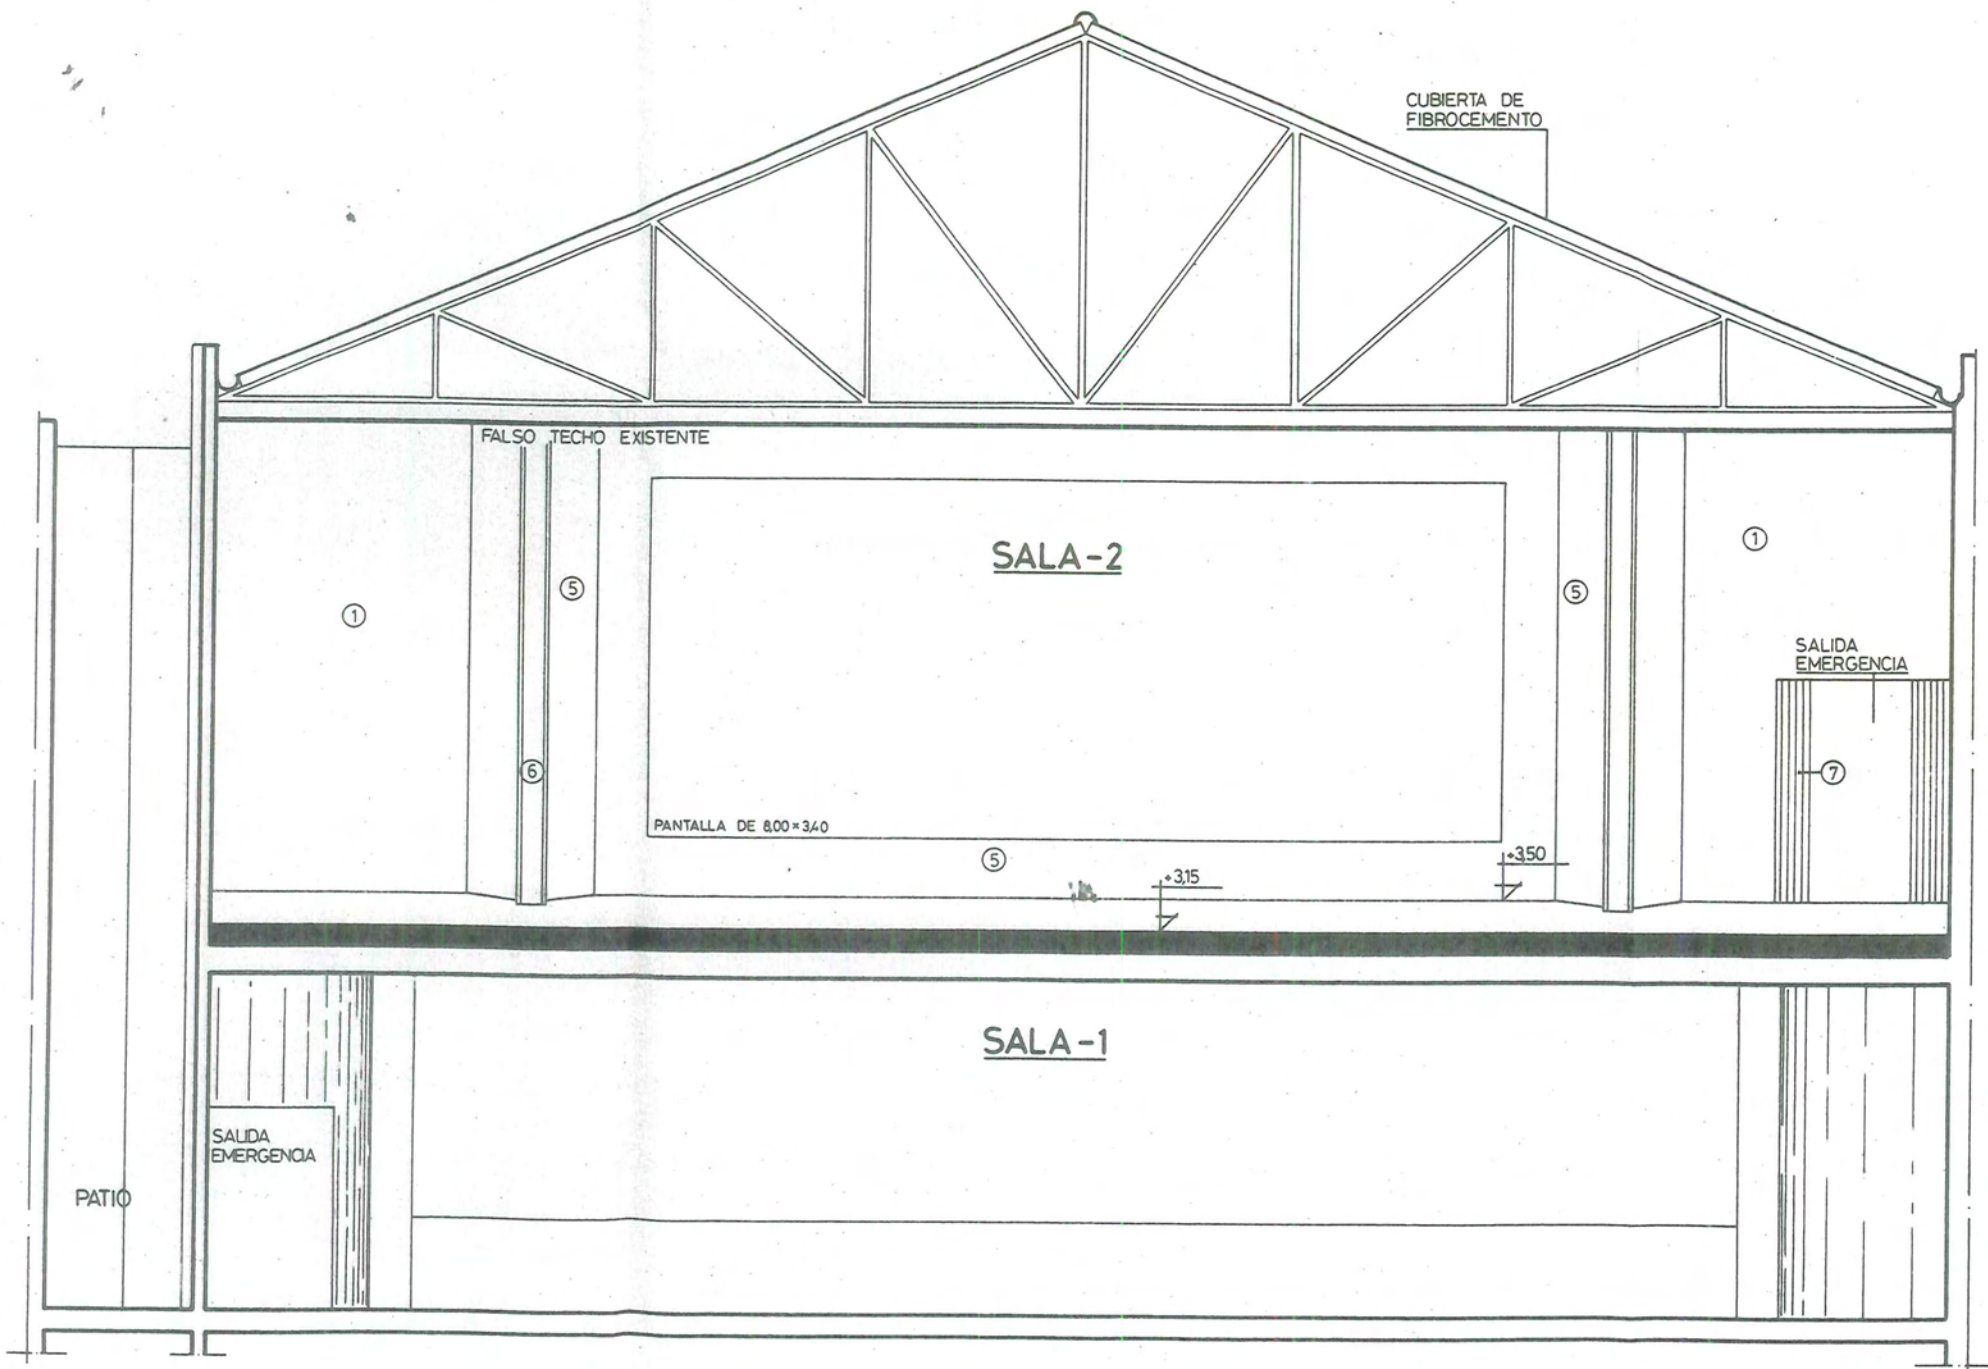 CUBIERTA DE
FIBROCEMENTO
FALSO TECHO EXISTENTE
SALA-2
1
5
5
1
SALIDA
EMERGENCIA
6
7
PANTALLA DE 8,00 × 3,40
5
+3,50
+3,15
SALA-1
SALIDA
EMERGENCIA
PATIO